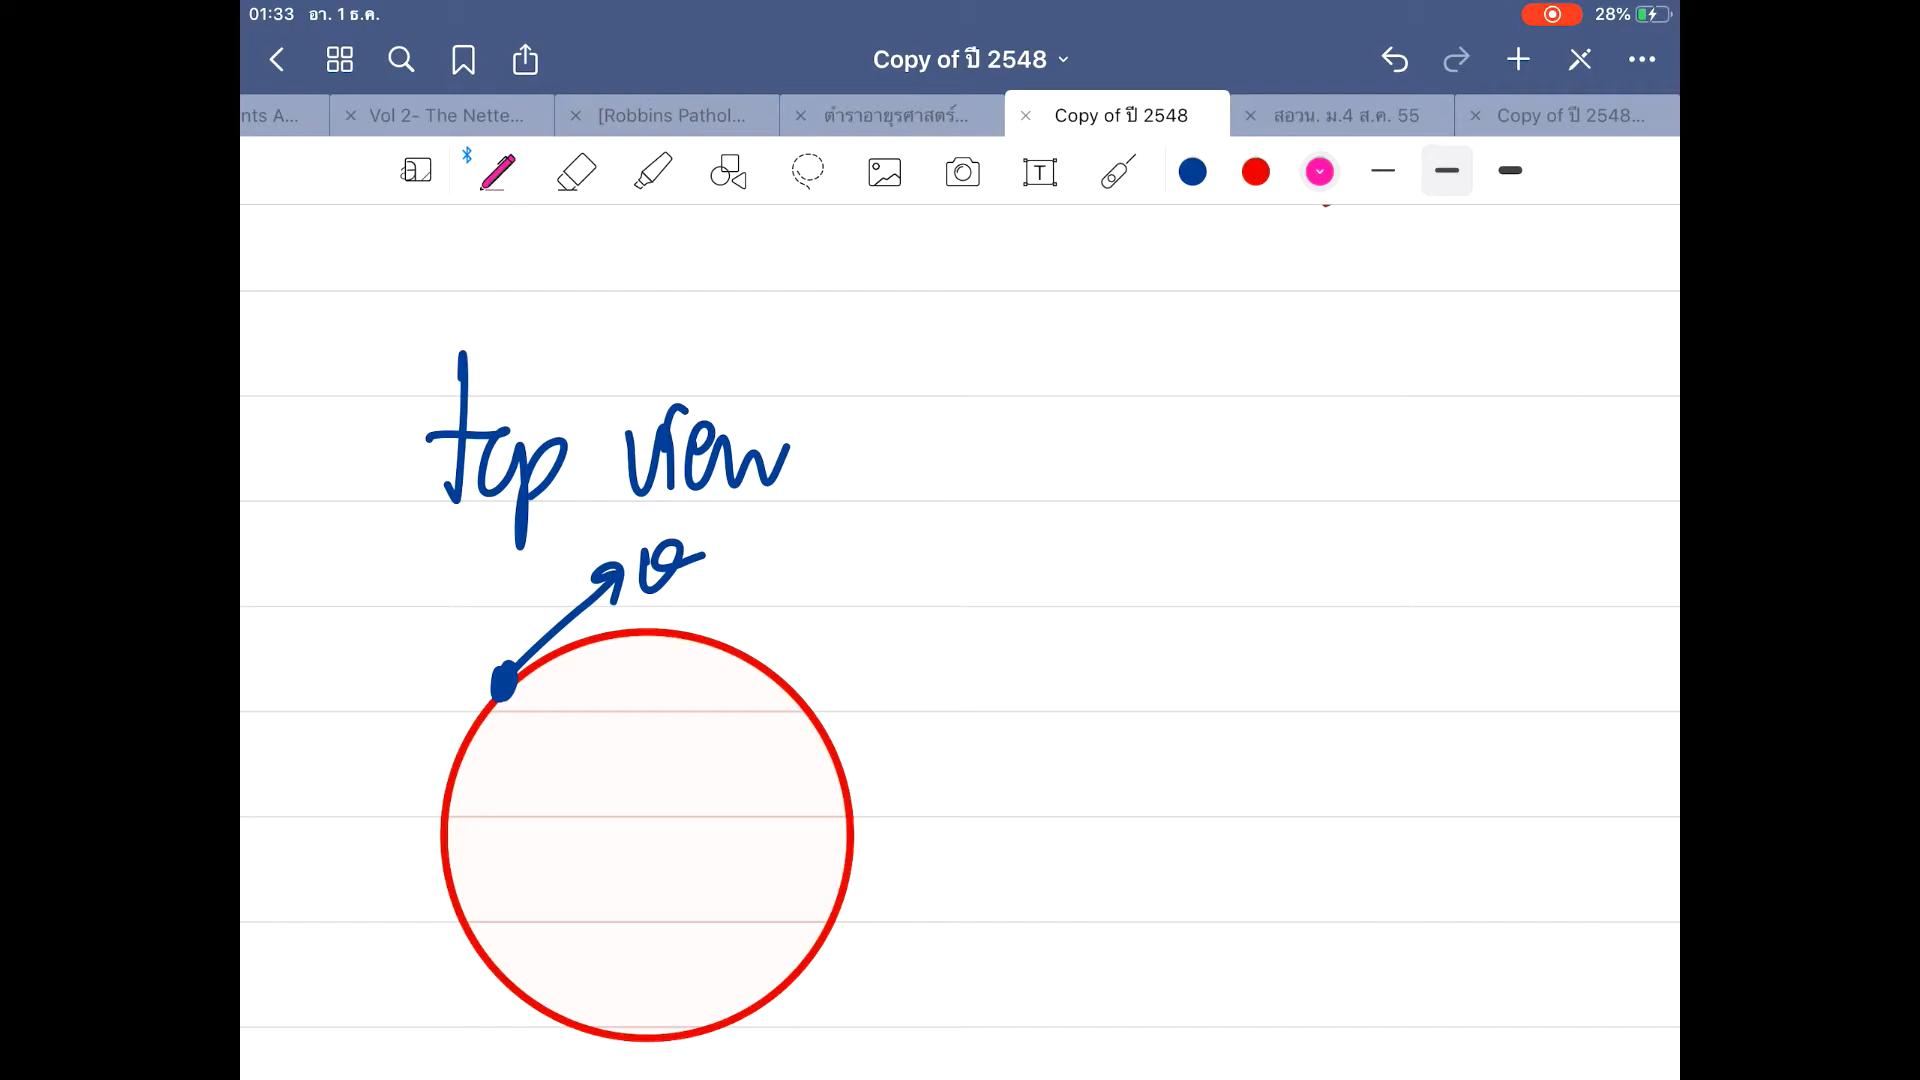 01:33 อา. 1 ธ.ค. 28%
Copy of ปี 2548
nts A... Vol 2- The Nette... [Robbins Pathol... ตำราอายุรศาสตร์... Copy of ปี 2548 สอวน. ม.4 ส.ค. 55 Copy of ปี 2548...
T
top view
v